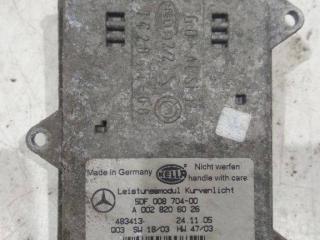 Made in Germany
HELLA
Nicht werfen
handle with care
Leistungsmodul Kurvenlicht
5DF 008 704-00
A 002 820 60 26
483413-
24.11.05
Q03 SW 18/03 HW 47/03